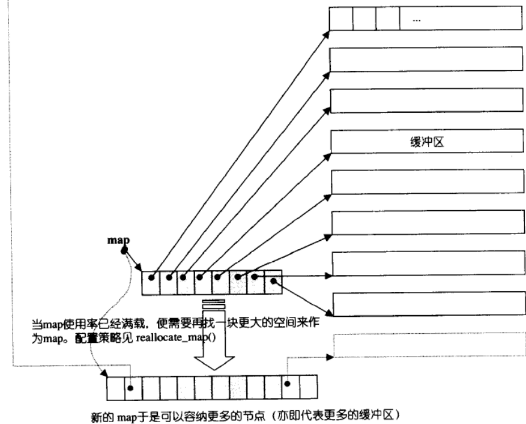 ...
缓冲区
map
当map使用率已经满载，便需要再找一块更大的空间来作
为map。配置策略见 reallocate_map()
新的 map于是可以容纳更多的节点（亦即代表更多的缓冲区）